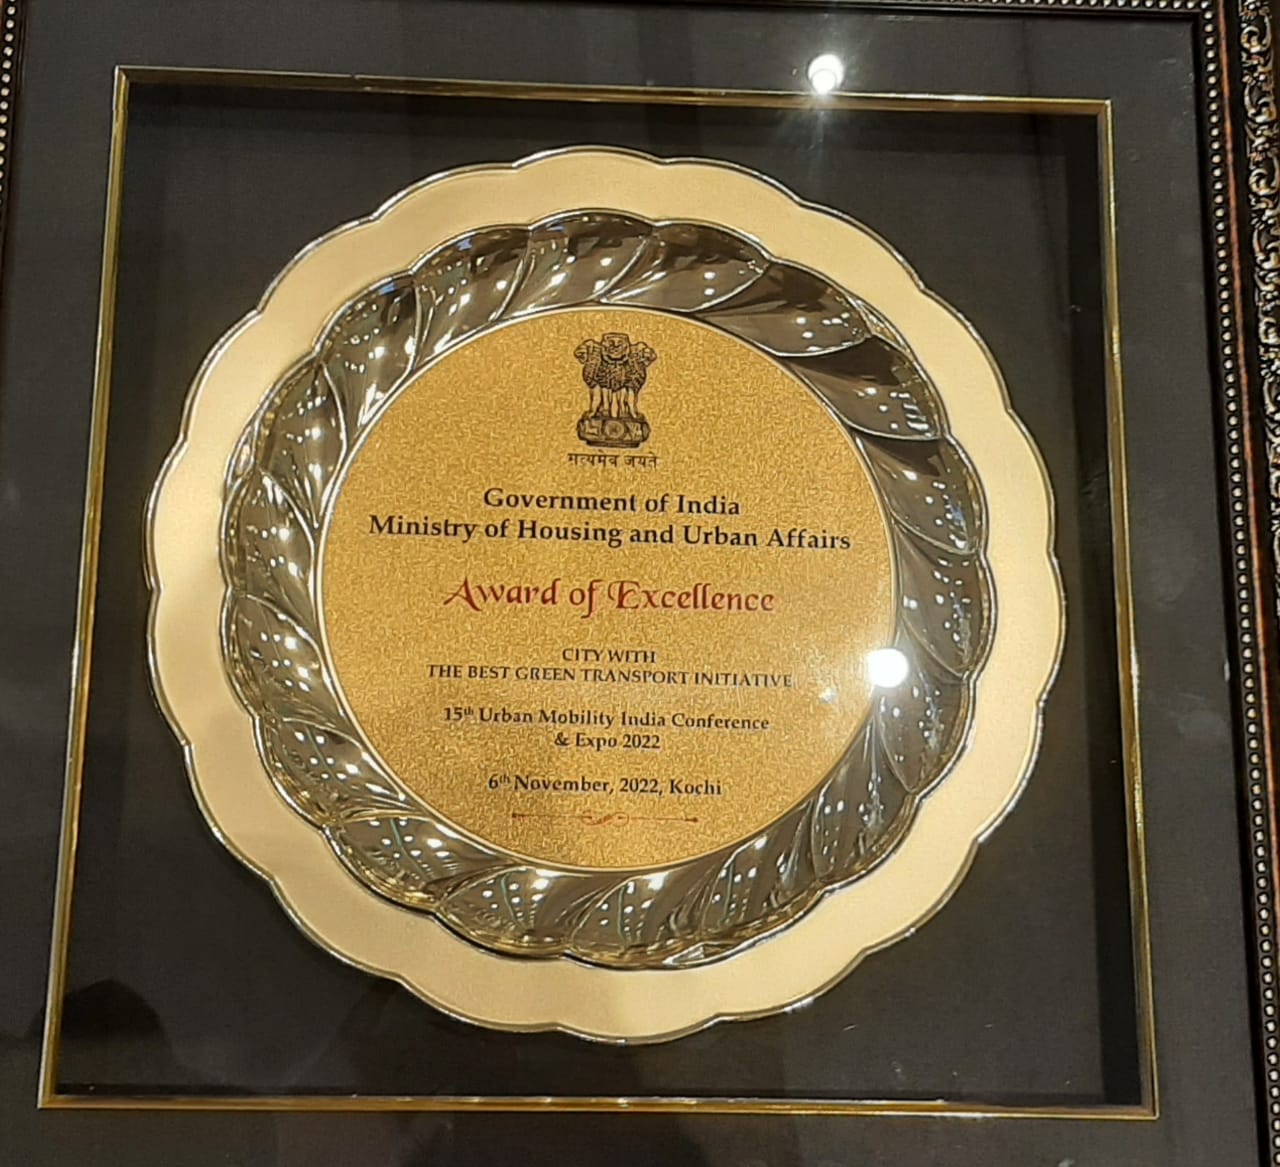 सत्यमेव जयते
Government of India
Ministry of Housing and Urban Affairs
Award of Excellence
CITY WITH
THE BEST GREEN TRANSPORT INITIATIVE
15th Urban Mobility India Conference
& Expo 2022
6th November, 2022, Kochi